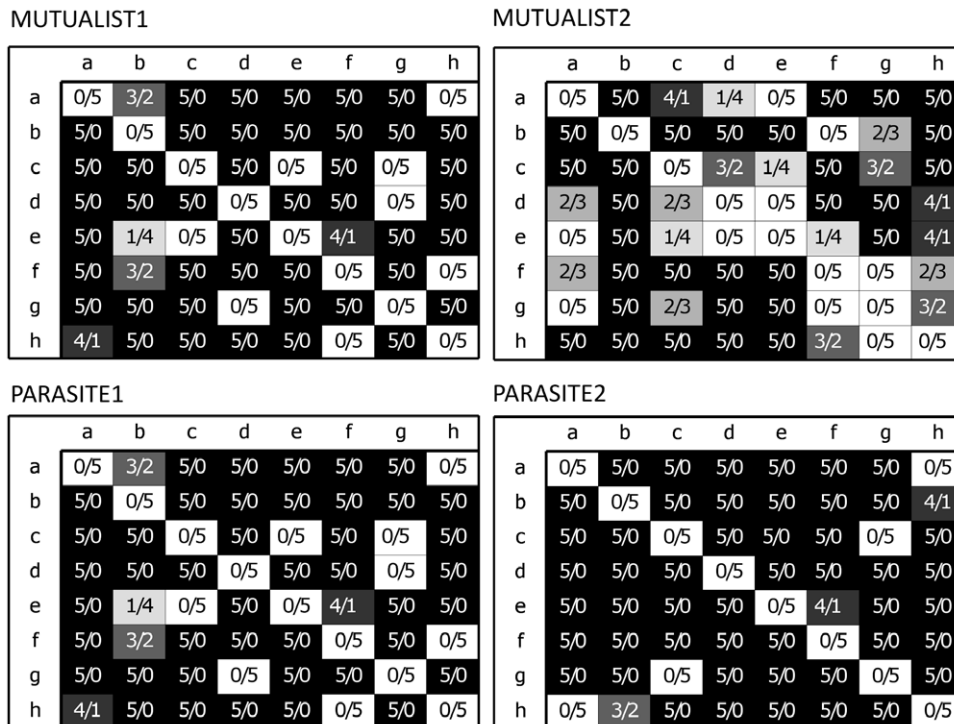 MUTUALIST1
a b c d e f g h
a 0/5 3/2 5/0 5/0 5/0 5/0 5/0 0/5
b 5/0 0/5 5/0 5/0 5/0 5/0 5/0 5/0
c 5/0 5/0 0/5 5/0 0/5 5/0 0/5 5/0
d 5/0 5/0 5/0 0/5 5/0 5/0 0/5 5/0
e 5/0 1/4 0/5 5/0 0/5 4/1 5/0 5/0
f 5/0 3/2 5/0 5/0 5/0 0/5 5/0 0/5
g 5/0 5/0 5/0 0/5 5/0 5/0 0/5 5/0
h 4/1 5/0 5/0 5/0 5/0 0/5 5/0 0/5
MUTUALIST2
a b c d e f g h
a 0/5 5/0 4/1 1/4 0/5 5/0 5/0 5/0
b 5/0 0/5 5/0 5/0 5/0 0/5 2/3 5/0
c 5/0 5/0 0/5 3/2 1/4 5/0 3/2 5/0
d 2/3 5/0 2/3 0/5 0/5 5/0 5/0 4/1
e 0/5 5/0 1/4 0/5 0/5 1/4 5/0 4/1
f 2/3 5/0 5/0 5/0 5/0 0/5 0/5 2/3
g 0/5 5/0 2/3 5/0 5/0 0/5 0/5 3/2
h 5/0 5/0 5/0 5/0 5/0 3/2 0/5 0/5
PARASITE1
a b c d e f g h
a 0/5 3/2 5/0 5/0 5/0 5/0 5/0 0/5
b 5/0 0/5 5/0 5/0 5/0 5/0 5/0 5/0
c 5/0 5/0 0/5 5/0 0/5 5/0 0/5 5/0
d 5/0 5/0 5/0 0/5 5/0 5/0 0/5 5/0
e 5/0 1/4 0/5 5/0 0/5 4/1 5/0 5/0
f 5/0 3/2 5/0 5/0 5/0 0/5 5/0 0/5
g 5/0 5/0 5/0 0/5 5/0 5/0 0/5 5/0
h 4/1 5/0 5/0 5/0 5/0 0/5 5/0 0/5
PARASITE2
a b c d e f g h
a 0/5 5/0 5/0 5/0 5/0 5/0 5/0 0/5
b 5/0 0/5 5/0 5/0 5/0 5/0 5/0 4/1
c 5/0 5/0 0/5 5/0 5/0 5/0 0/5 5/0
d 5/0 5/0 5/0 0/5 5/0 5/0 5/0 5/0
e 5/0 5/0 5/0 5/0 0/5 4/1 5/0 5/0
f 5/0 5/0 5/0 5/0 5/0 0/5 5/0 5/0
g 5/0 5/0 0/5 5/0 5/0 5/0 0/5 5/0
h 0/5 3/2 5/0 5/0 5/0 5/0 5/0 0/5